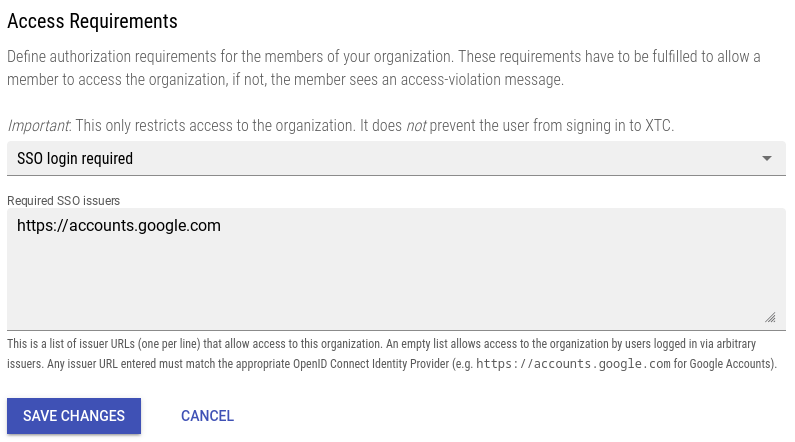 Access Requirements
Define authorization requirements for the members of your organization. These requirements have to be fulfilled to allow a
member to access the organization, if not, the member sees an access-violation message.
Important: This only restricts access to the organization. It does not prevent the user from signing in to XTC.
SSO login required
Required SSO issuers
https://accounts.google.com
This is a list of issuer URLs (one per line) that allow access to this organization. An empty list allows access to the organization by users logged in via arbitrary
issuers. Any issuer URL entered must match the appropriate OpenID Connect Identity Provider (e.g. https://accounts.google.com for Google Accounts).
SAVE CHANGES CANCEL